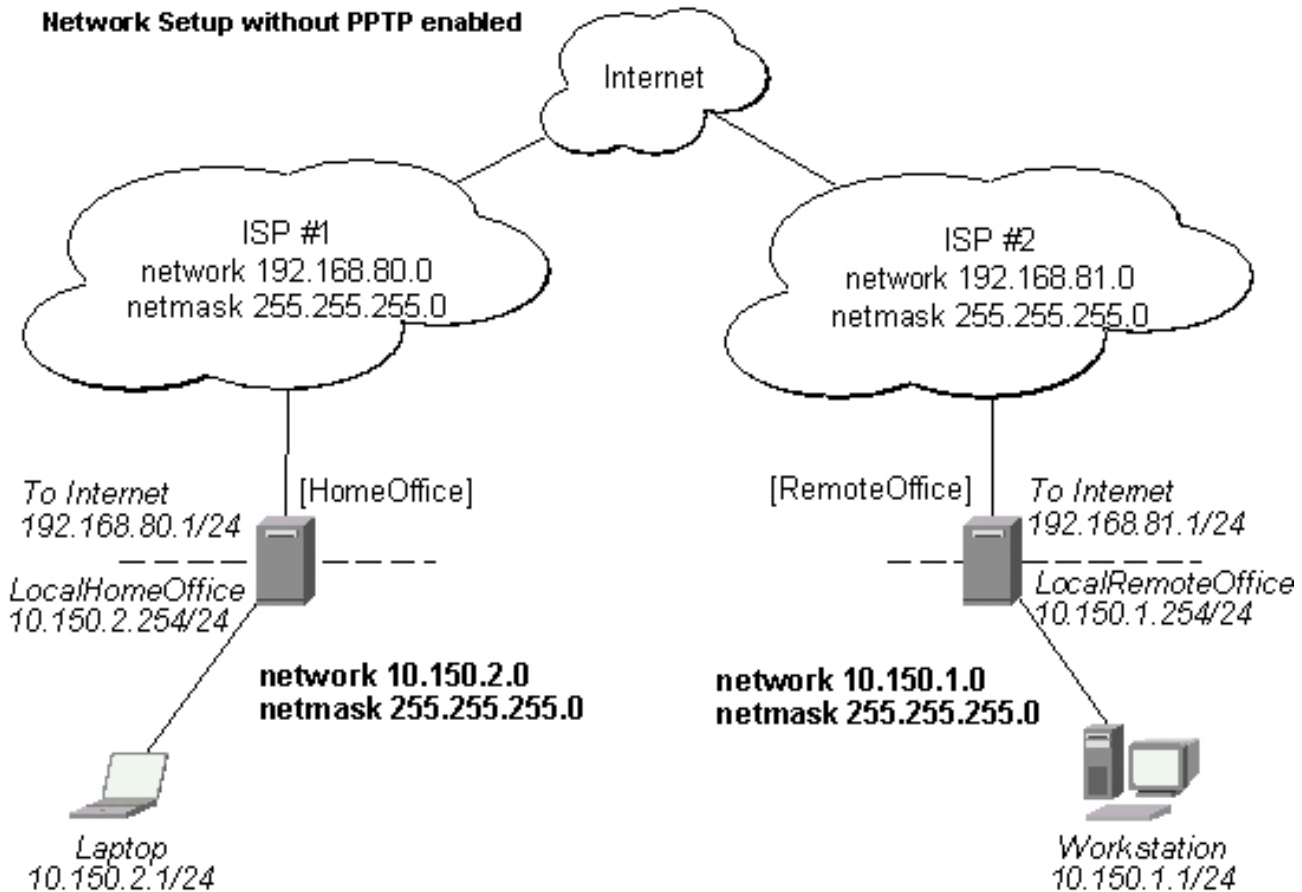 Network Setup without PPTP enabled
Internet
ISP #1
network 192.168.80.0
netmask 255.255.255.0
ISP #2
network 192.168.81.0
netmask 255.255.255.0
To Internet
192.168.80.1/24
[HomeOffice]
[RemoteOffice]
To Internet
192.168.81.1/24
LocalHomeOffice
10.150.2.254/24
LocalRemoteOffice
10.150.1.254/24
network 10.150.2.0
netmask 255.255.255.0
network 10.150.1.0
netmask 255.255.255.0
Laptop
10.150.2.1/24
Workstation
10.150.1.1/24